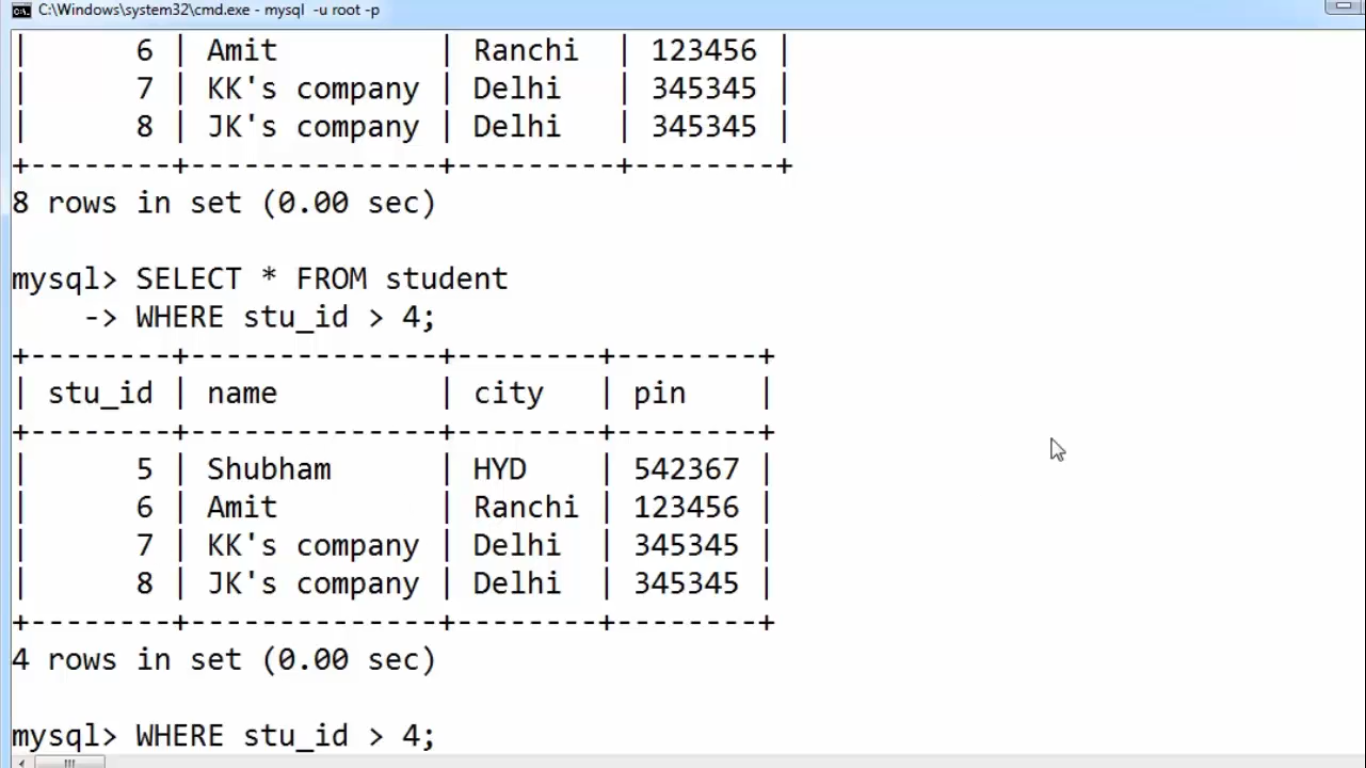 C:\Windows\system32\cmd.exe - mysql  -u root -p
|      6 | Amit         | Ranchi  | 123456 |
|      7 | KK's company | Delhi   | 345345 |
|      8 | JK's company | Delhi   | 345345 |
+--------+--------------+---------+--------+
8 rows in set (0.00 sec)
mysql> SELECT * FROM student
    -> WHERE stu_id > 4;
+--------+--------------+--------+--------+
| stu_id | name         | city   | pin    |
+--------+--------------+--------+--------+
|      5 | Shubham      | HYD    | 542367 |
|      6 | Amit         | Ranchi | 123456 |
|      7 | KK's company | Delhi  | 345345 |
|      8 | JK's company | Delhi  | 345345 |
+--------+--------------+--------+--------+
4 rows in set (0.00 sec)
mysql> WHERE stu_id > 4;